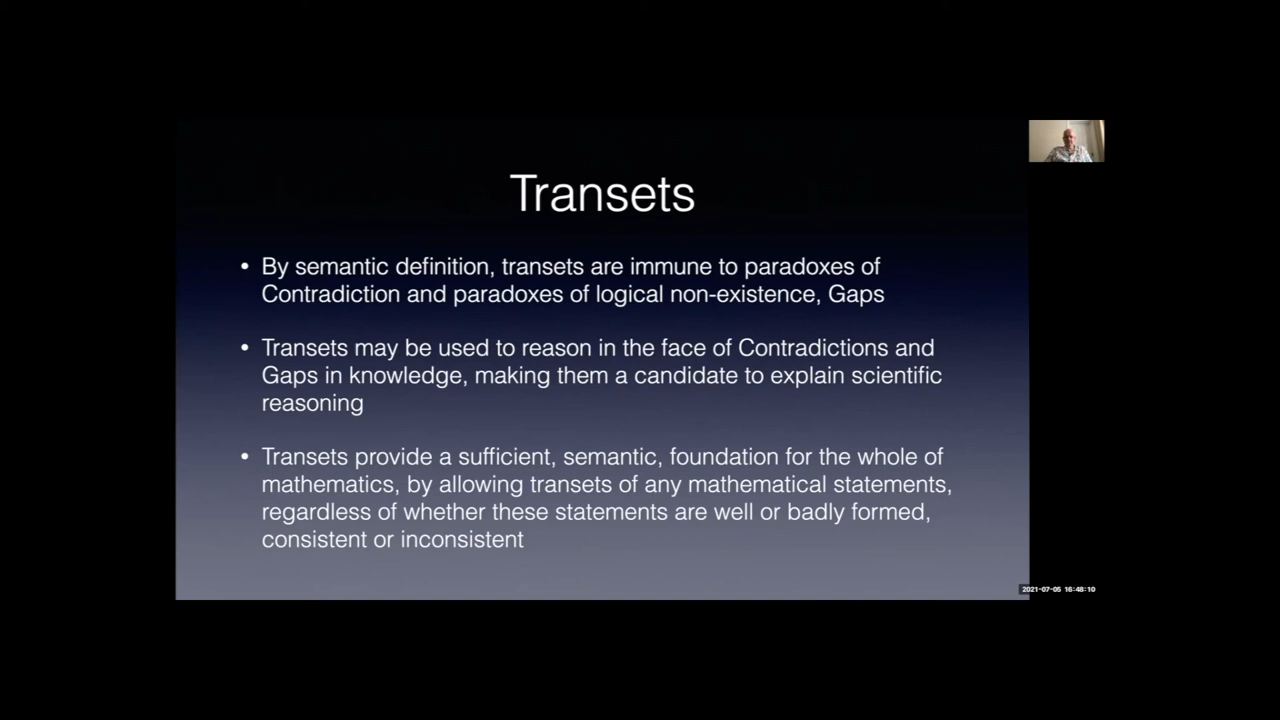 Transets
• By semantic definition, transets are immune to paradoxes of
Contradiction and paradoxes of logical non-existence, Gaps
• Transets may be used to reason in the face of Contradictions and
Gaps in knowledge, making them a candidate to explain scientific
reasoning
• Transets provide a sufficient, semantic, foundation for the whole of
mathematics, by allowing transets of any mathematical statements,
regardless of whether these statements are well or badly formed,
consistent or inconsistent
2021-07-05 16:48:10